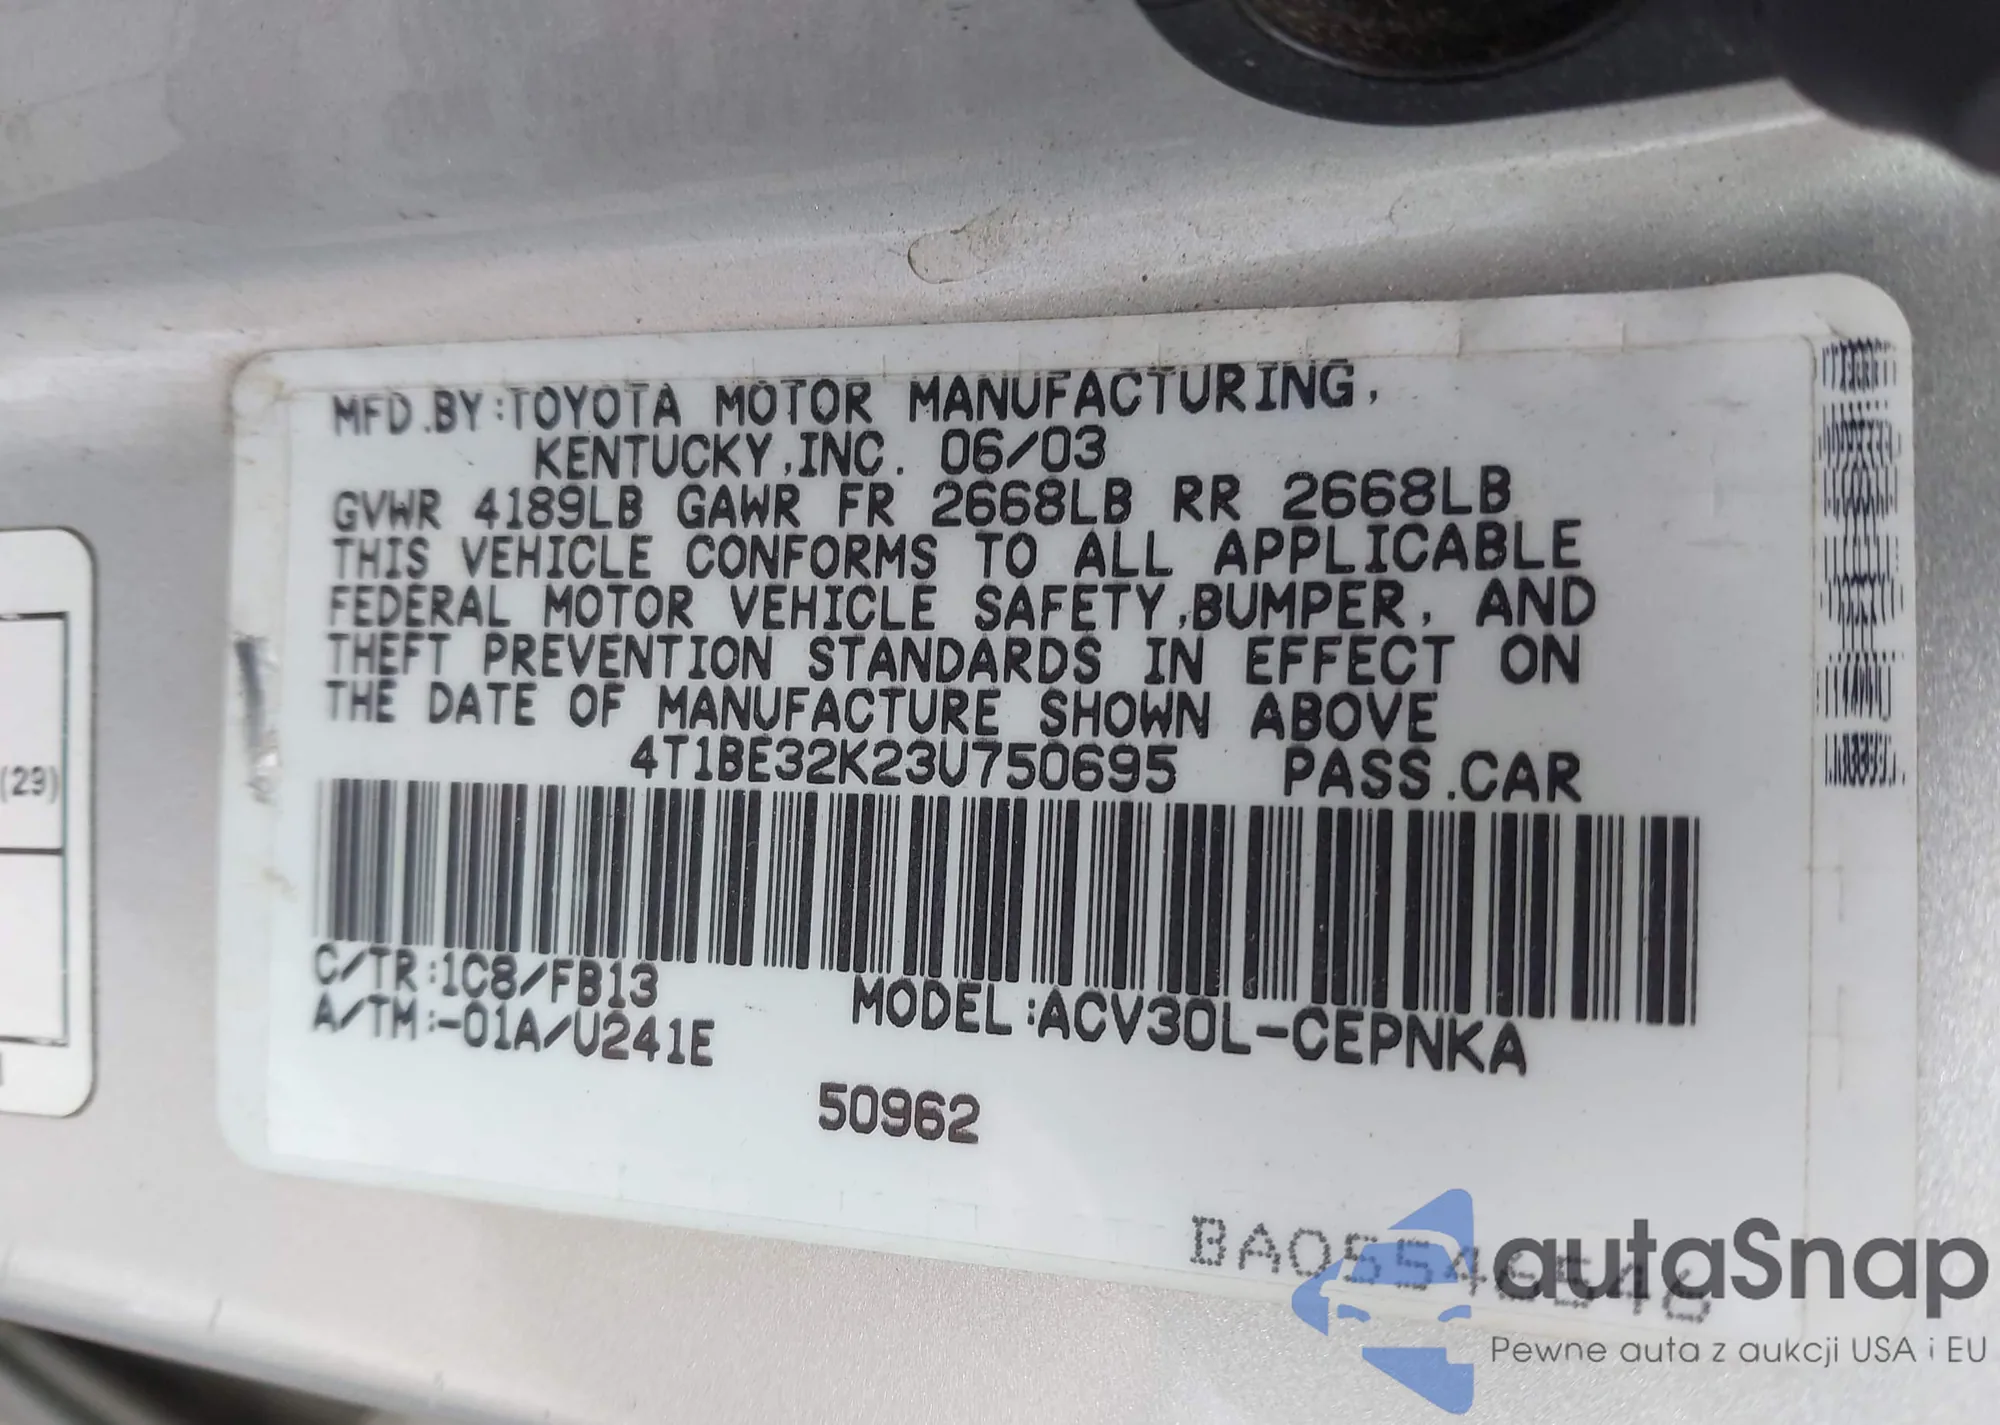 MFD.BY:TOYOTA MOTOR MANUFACTURING,
KENTUCKY,INC. 06/03
GVWR 4189LB GAWR FR 2668LB RR 2668LB
THIS VEHICLE CONFORMS TO ALL APPLICABLE
FEDERAL MOTOR VEHICLE SAFETY,BUMPER, AND
THEFT PREVENTION STANDARDS IN EFFECT ON
THE DATE OF MANUFACTURE SHOWN ABOVE
4T1BE32K23U750695 PASS.CAR
C/TR:1C8/FB13
A/TM:-01A/U241E
MODEL:ACV30L-CEPNKA
50962
(29)
autaSnap
Pewne auta z aukcji USA i EU